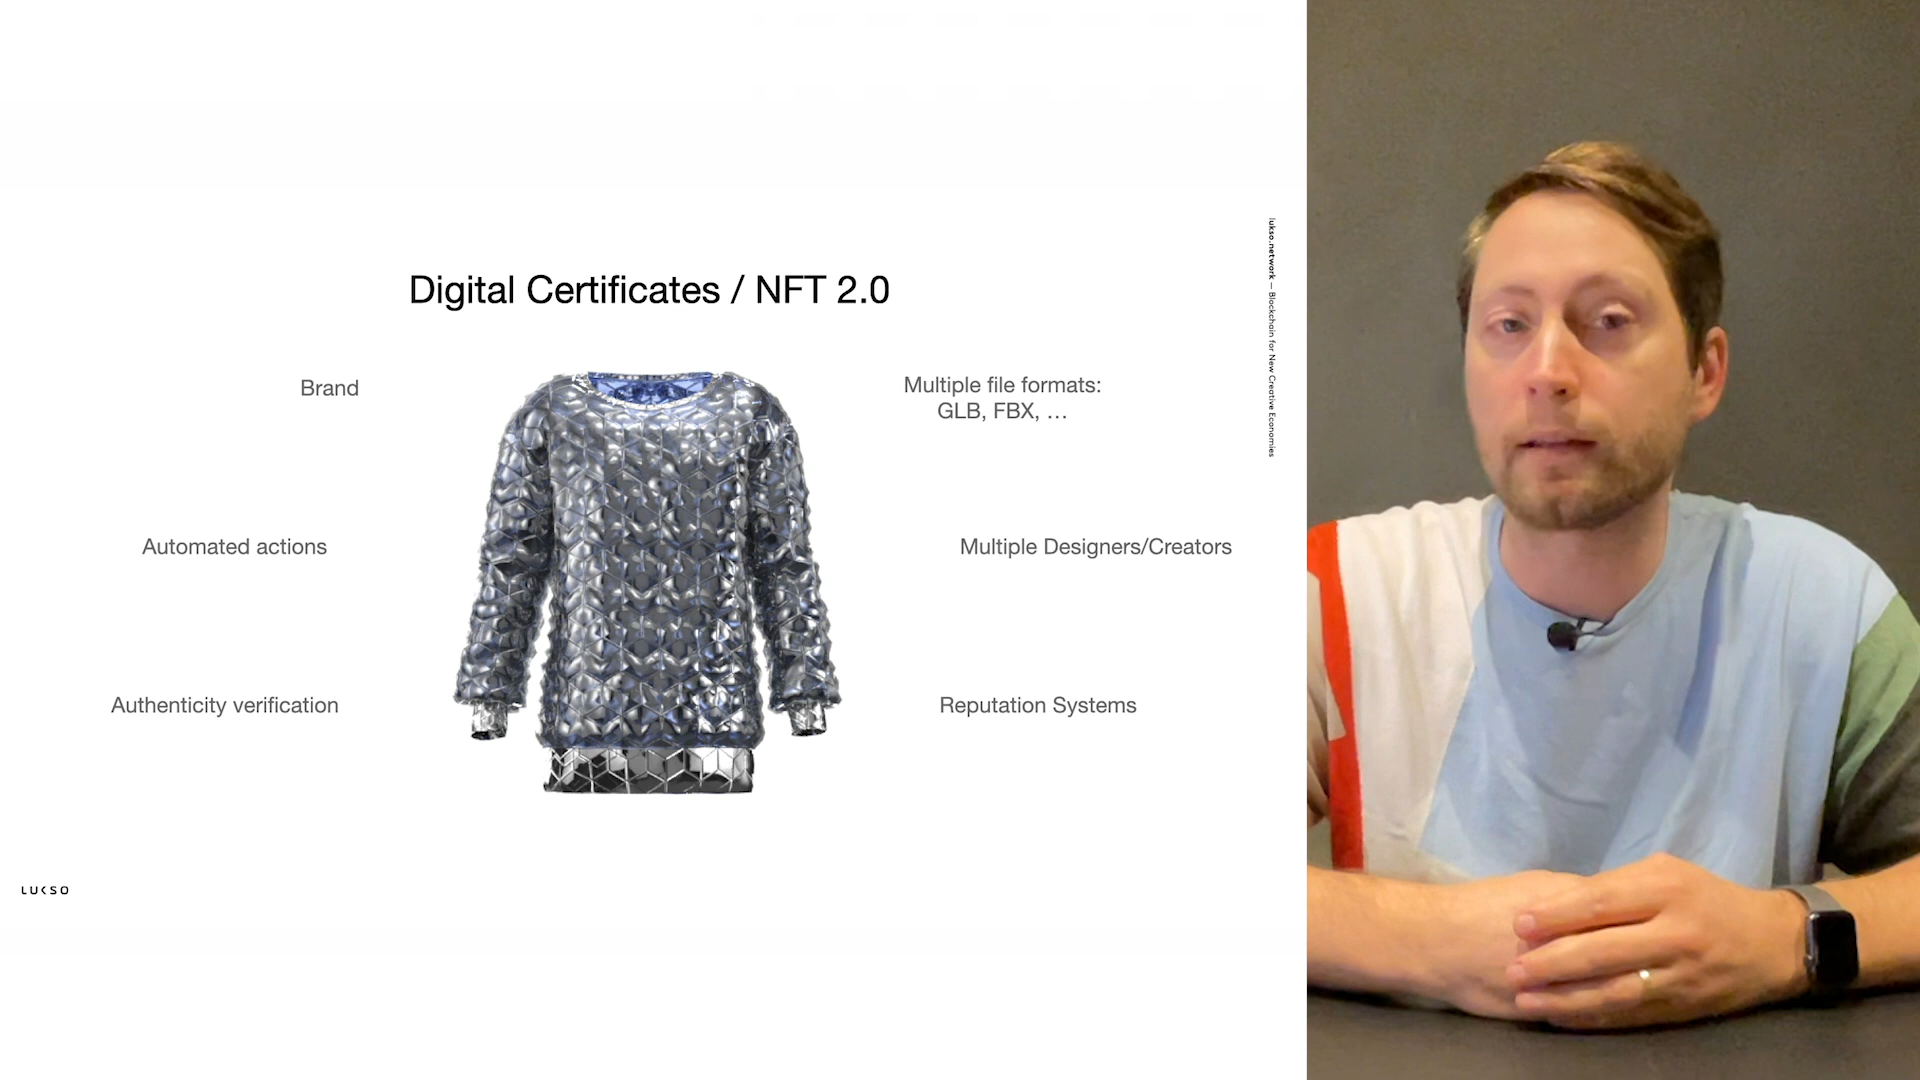 Digital Certificates / NFT 2.0
Brand
Multiple file formats:
GLB, FBX, …
Automated actions
Multiple Designers/Creators
Authenticity verification
Reputation Systems
lukso.network — Blockchain for New Creative Economies
LUKSO